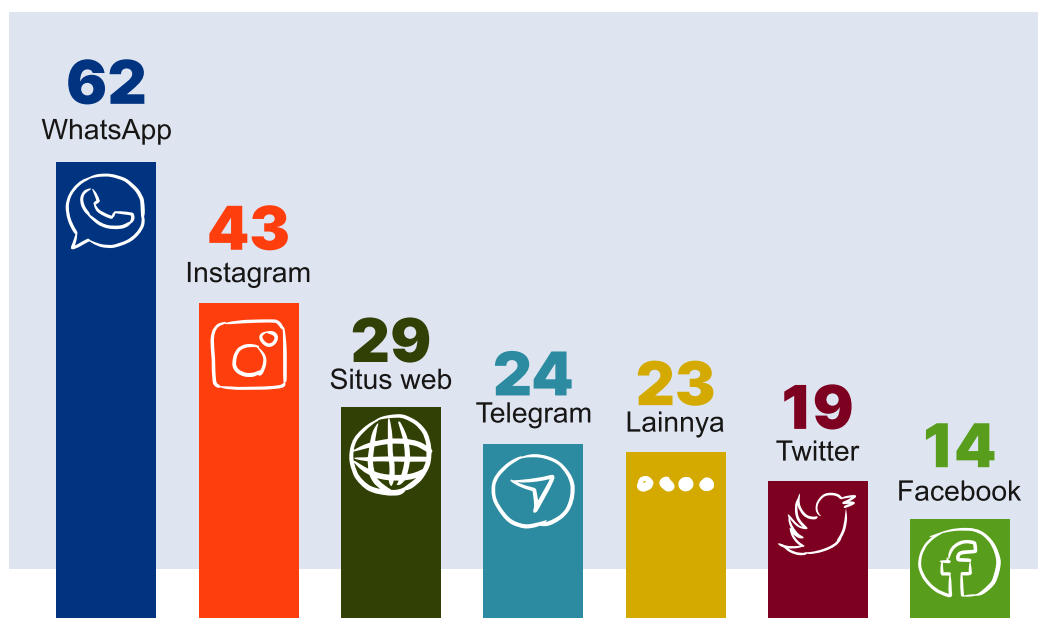 62
WhatsApp
43
Instagram
29
Situs web
24
Telegram
23
Lainnya
19
Twitter
14
Facebook